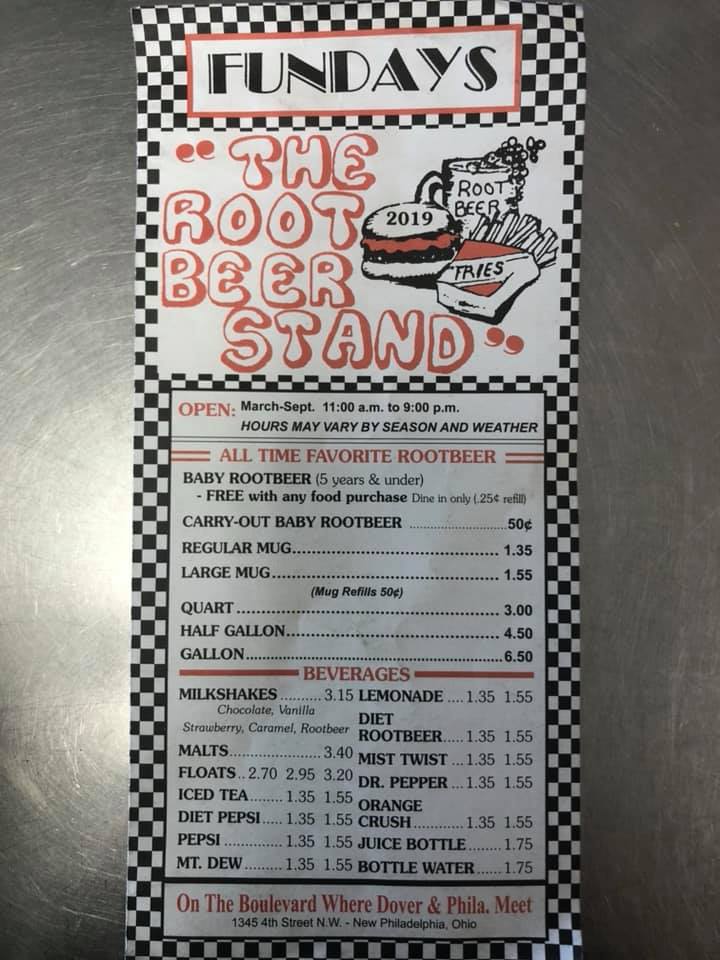 FUNDAYS
"THE
ROOT
BEER
STAND"
2019
ROOT
BEER
FRIES
OPEN: March-Sept. 11:00 a.m. to 9:00 p.m.
HOURS MAY VARY BY SEASON AND WEATHER
ALL TIME FAVORITE ROOTBEER
BABY ROOTBEER (5 years & under)
- FREE with any food purchase Dine in only (.25¢ refill)
CARRY-OUT BABY ROOTBEER .................... .50¢
REGULAR MUG.......................................... 1.35
LARGE MUG.............................................. 1.55
(Mug Refills 50¢)
QUART ..................................................... 3.00
HALF GALLON........................................... 4.50
GALLON.................................................... 6.50
BEVERAGES
MILKSHAKES .......... 3.15
Chocolate, Vanilla
Strawberry, Caramel, Rootbeer
MALTS...................... 3.40
FLOATS .. 2.70 2.95 3.20
ICED TEA........ 1.35 1.55
DIET PEPSI..... 1.35 1.55
PEPSI .............. 1.35 1.55
MT. DEW ......... 1.35 1.55
LEMONADE .... 1.35 1.55
DIET
ROOTBEER..... 1.35 1.55
MIST TWIST ... 1.35 1.55
DR. PEPPER ... 1.35 1.55
ORANGE
CRUSH............ 1.35 1.55
JUICE BOTTLE........ 1.75
BOTTLE WATER...... 1.75
On The Boulevard Where Dover & Phila. Meet
1345 4th Street N.W. - New Philadelphia, Ohio